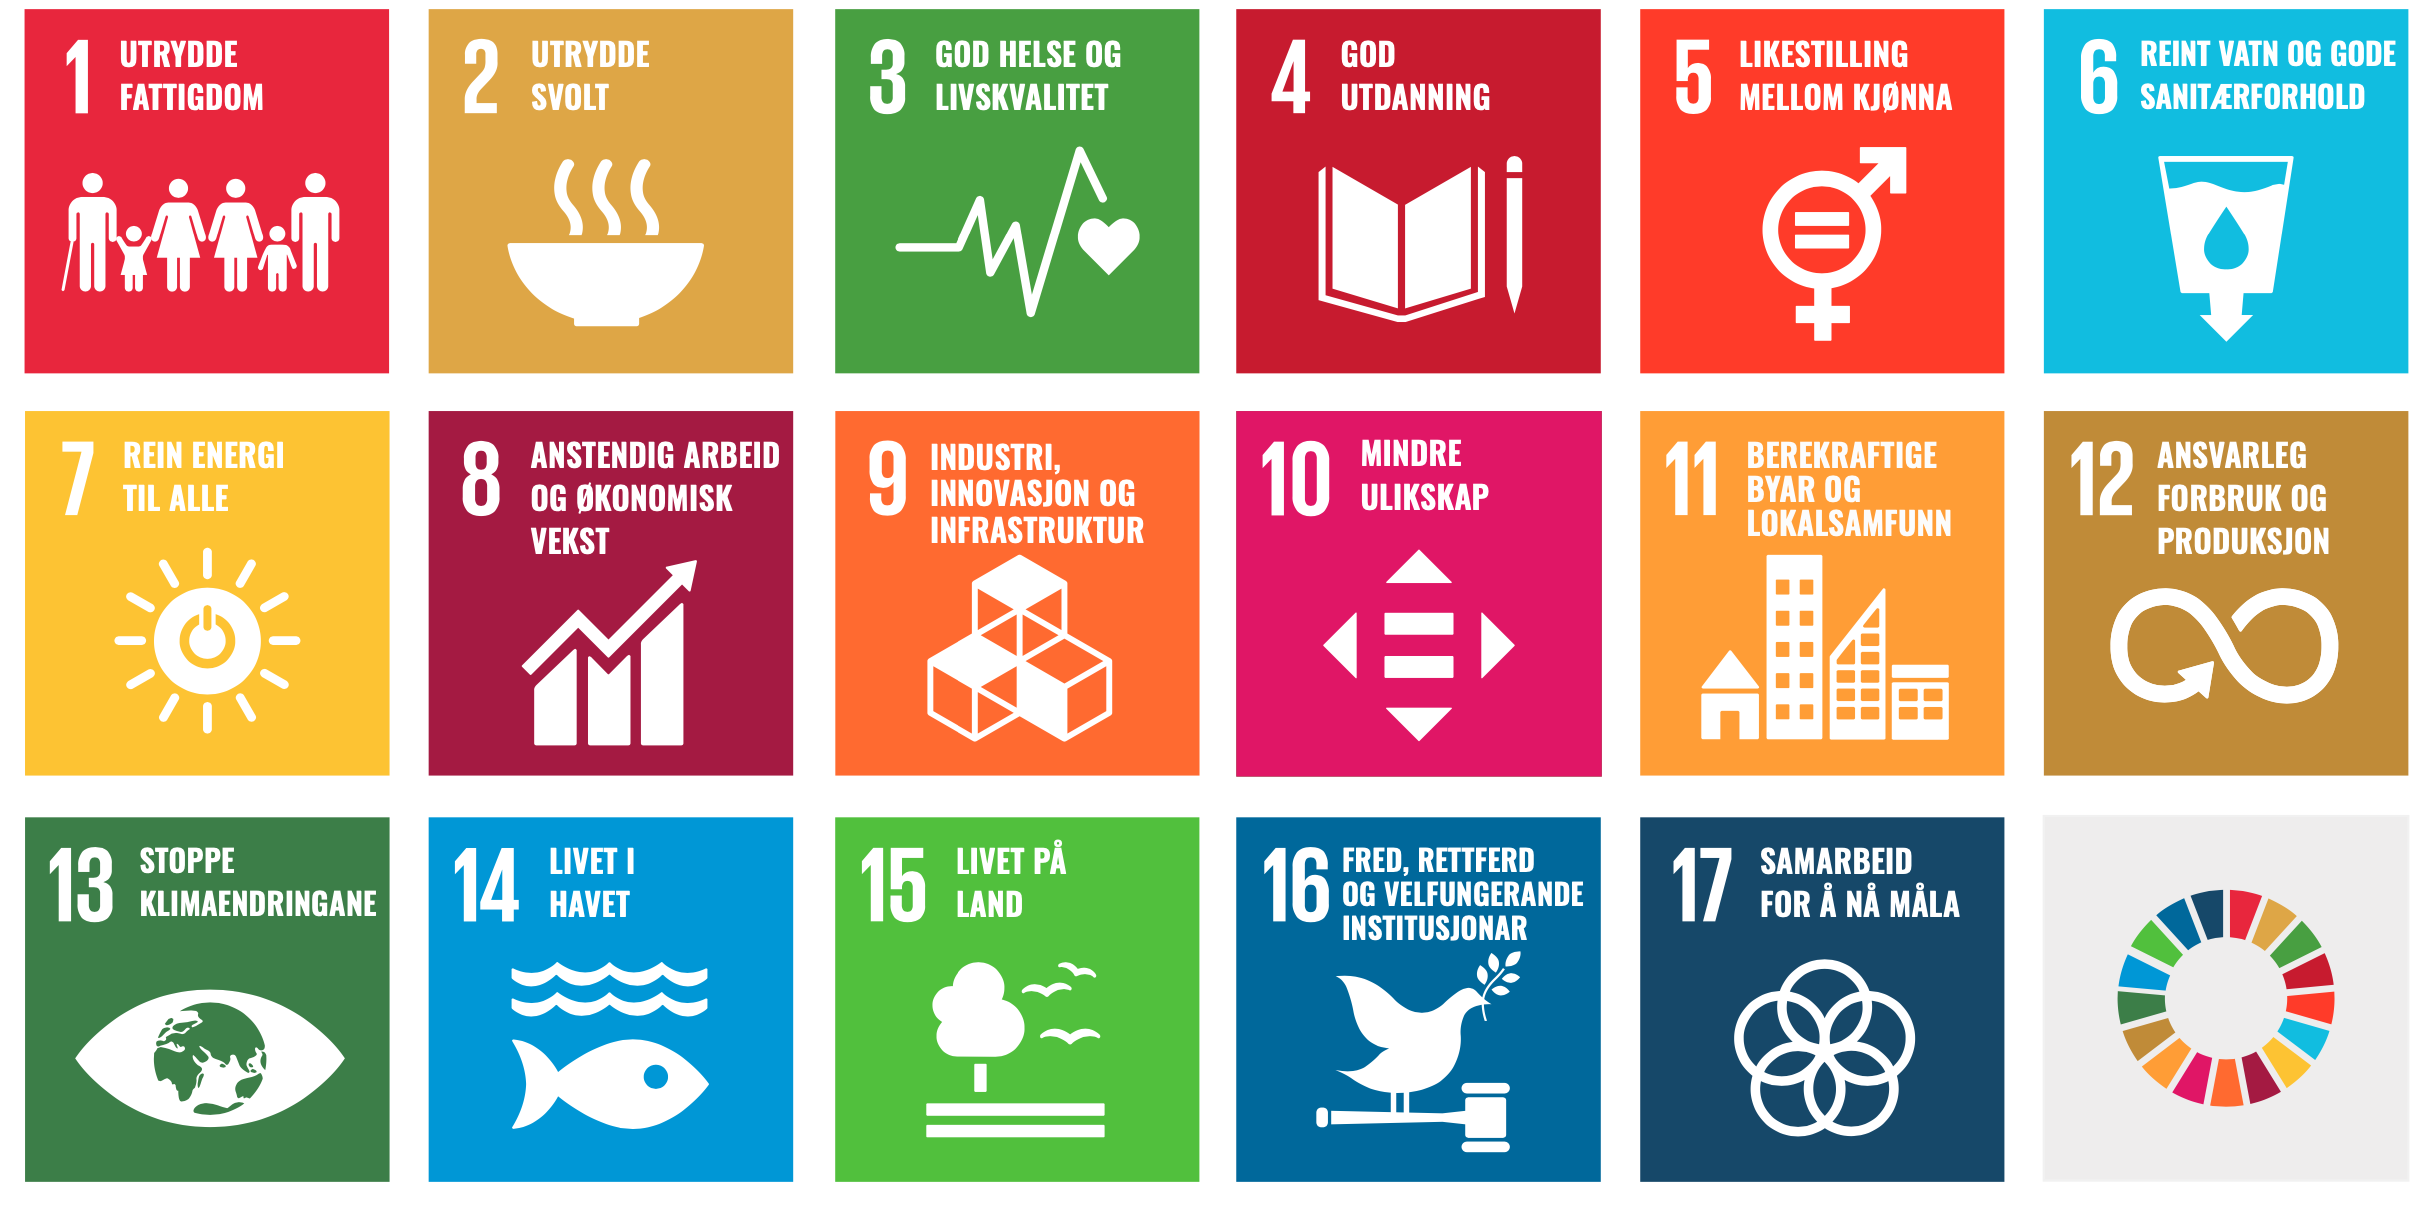 1
UTRYDDE
FATTIGDOM
2
UTRYDDE
SVOLT
3
GOD HELSE OG
LIVSKVALITET
4
GOD
UTDANNING
5
LIKESTILLING
MELLOM KJØNNA
6
REINT VATN OG GODE
SANITÆRFORHOLD
7
REIN ENERGI
TIL ALLE
8
ANSTENDIG ARBEID
OG ØKONOMISK
VEKST
9
INDUSTRI,
INNOVASJON OG
INFRASTRUKTUR
10
MINDRE
ULIKSKAP
11
BEREKRAFTIGE
BYAR OG
LOKALSAMFUNN
12
ANSVARLEG
FORBRUK OG
PRODUKSJON
13
STOPPE
KLIMAENDRINGANE
14
LIVET I
HAVET
15
LIVET PÅ
LAND
16
FRED, RETTFERD
OG VELFUNGERANDE
INSTITUSJONAR
17
SAMARBEID
FOR Å NÅ MÅLA